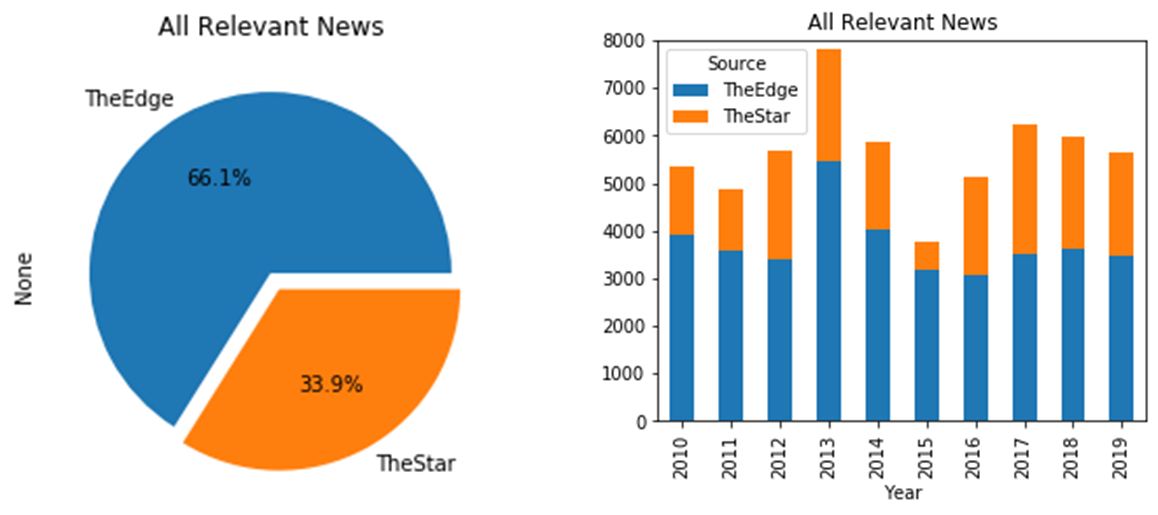 All Relevant News
TheEdge
66.1%
None
33.9%
TheStar
All Relevant News
8000
7000
6000
5000
4000
3000
2000
1000
0
Source
TheEdge
TheStar
2010 2011 2012 2013 2014 2015 2016 2017 2018 2019
Year